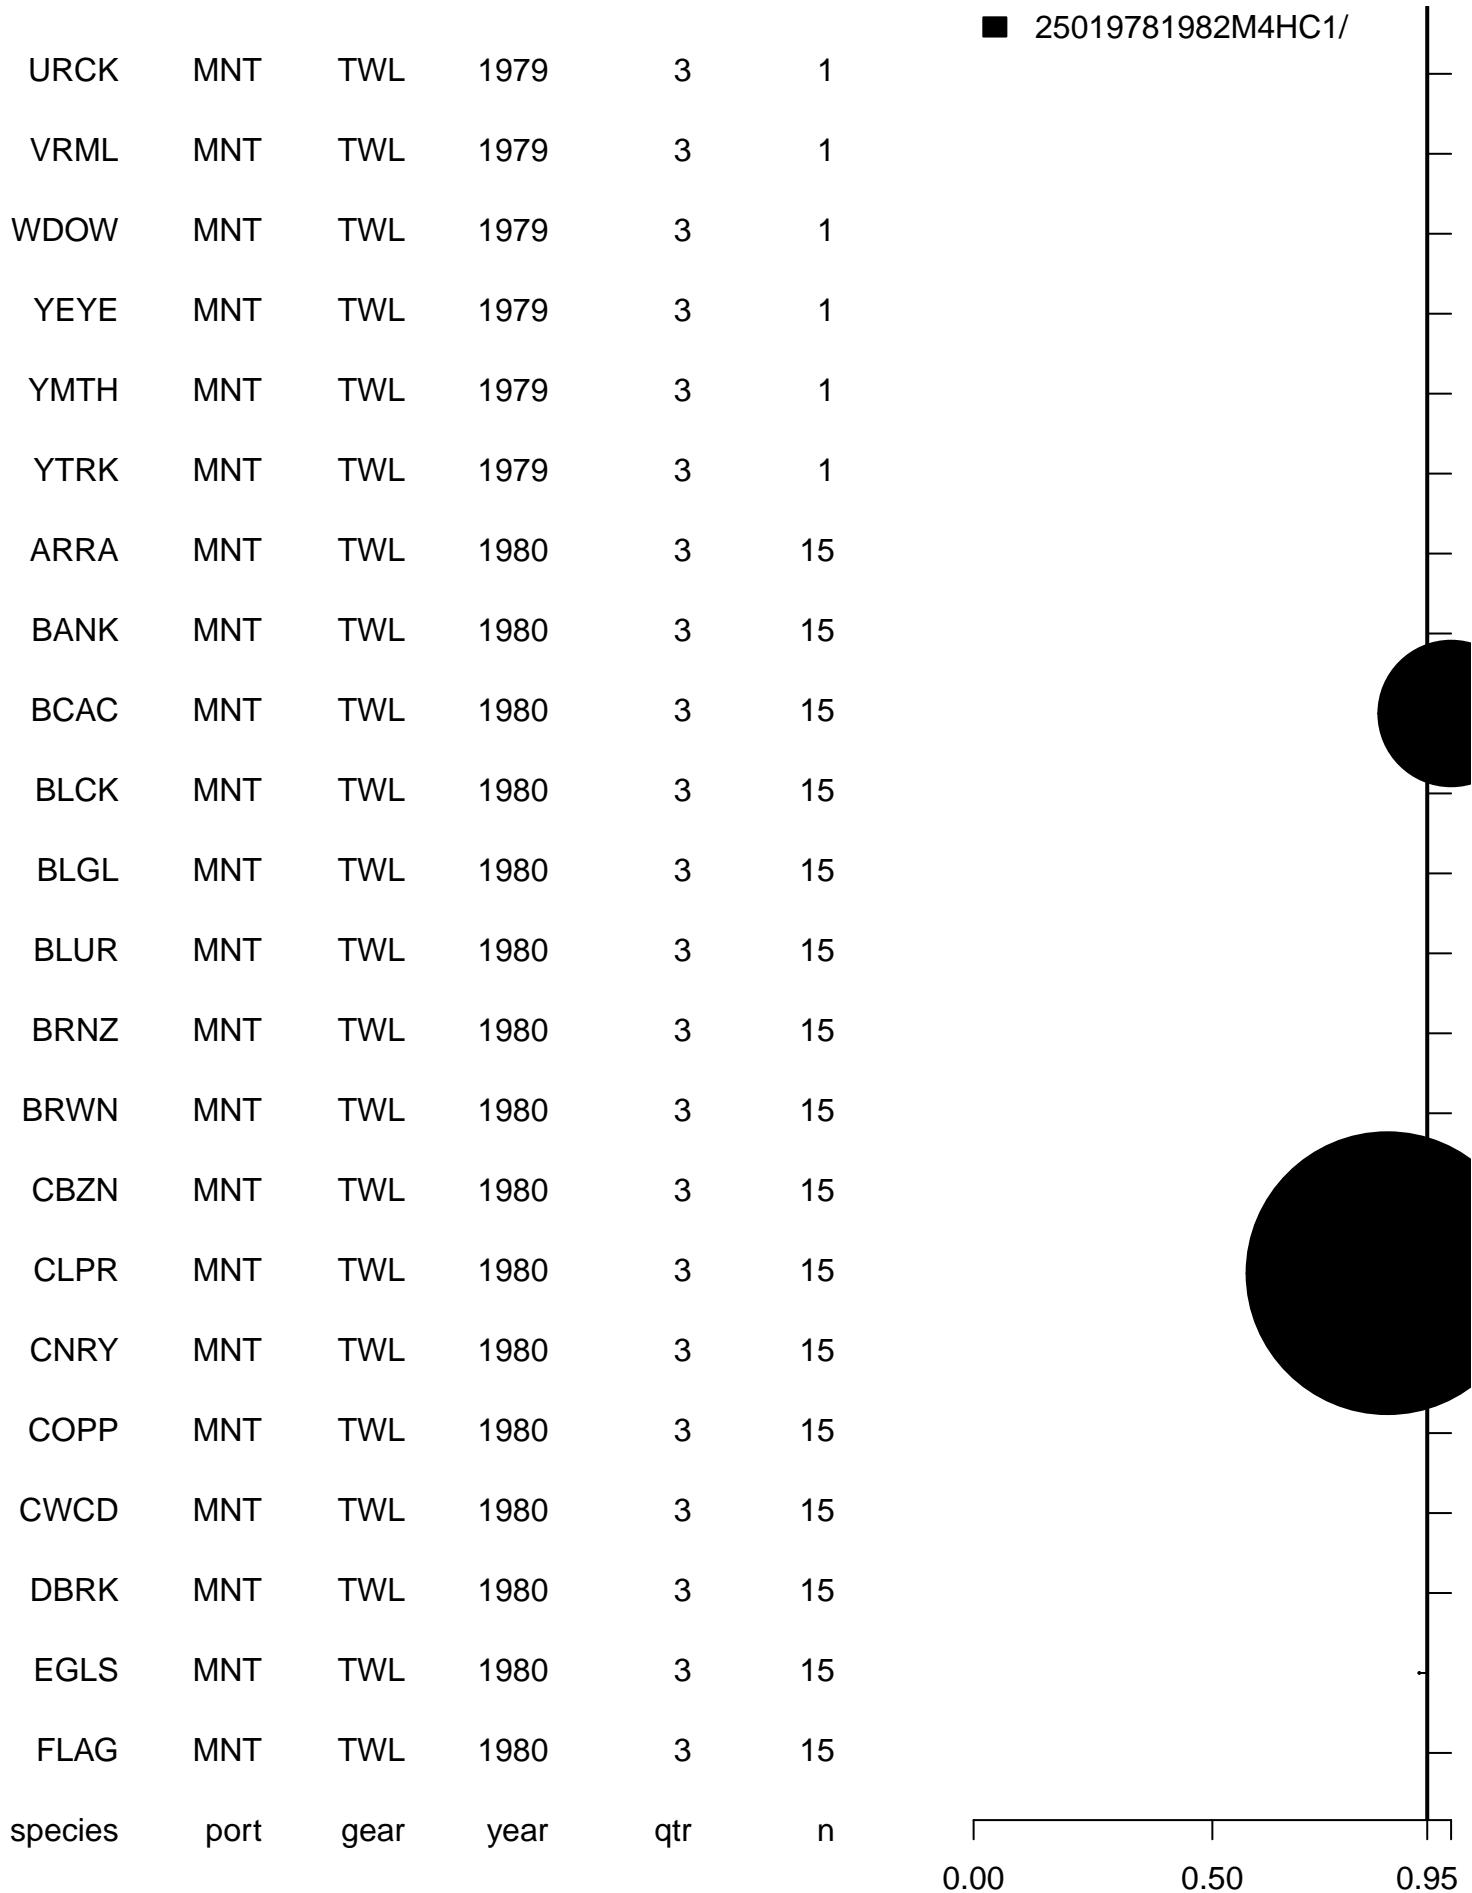 25019781982M4HC1/
URCK MNT TWL 1979 3 1
VRML MNT TWL 1979 3 1
WDOW MNT TWL 1979 3 1
YEYE MNT TWL 1979 3 1
YMTH MNT TWL 1979 3 1
YTRK MNT TWL 1979 3 1
ARRA MNT TWL 1980 3 15
BANK MNT TWL 1980 3 15
BCAC MNT TWL 1980 3 15
BLCK MNT TWL 1980 3 15
BLGL MNT TWL 1980 3 15
BLUR MNT TWL 1980 3 15
BRNZ MNT TWL 1980 3 15
BRWN MNT TWL 1980 3 15
CBZN MNT TWL 1980 3 15
CLPR MNT TWL 1980 3 15
CNRY MNT TWL 1980 3 15
COPP MNT TWL 1980 3 15
CWCD MNT TWL 1980 3 15
DBRK MNT TWL 1980 3 15
EGLS MNT TWL 1980 3 15
FLAG MNT TWL 1980 3 15
species port gear year qtr n
0.00 0.50 0.95